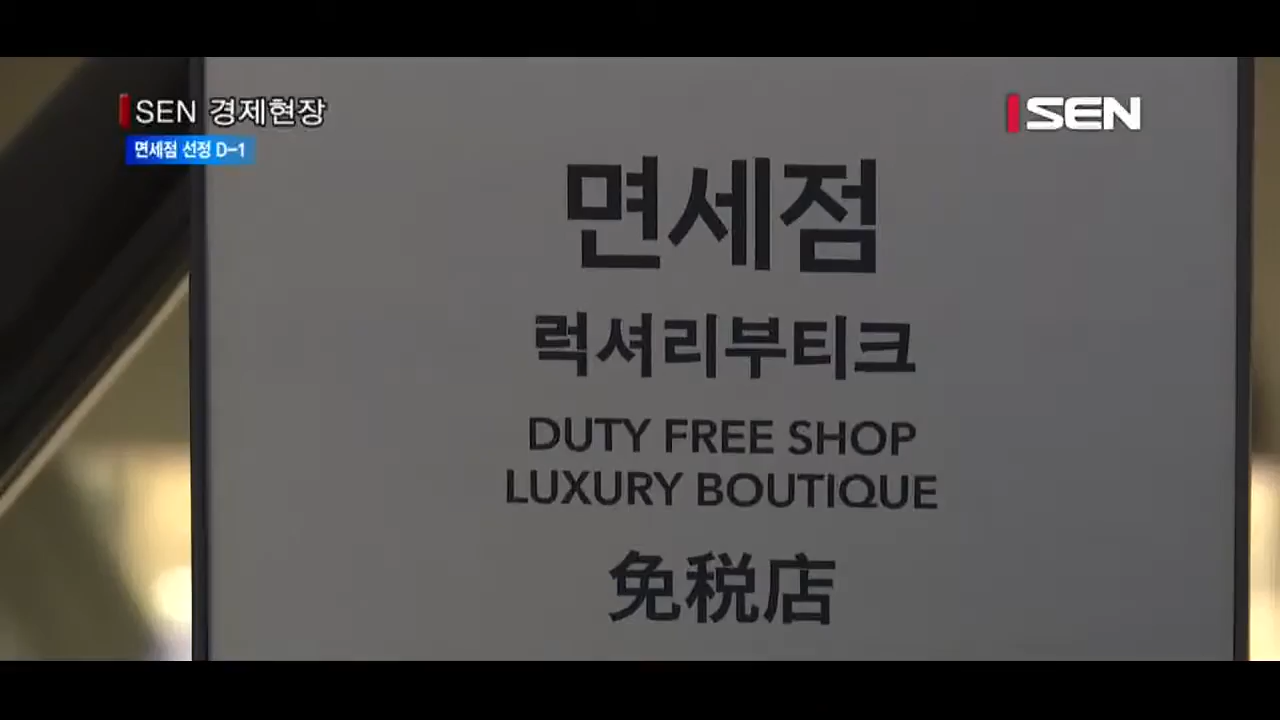 SEN 경제현장
SEN
면세점 선정 D-1
면세점
럭셔리부티크
DUTY FREE SHOP
LUXURY BOUTIQUE
免税店